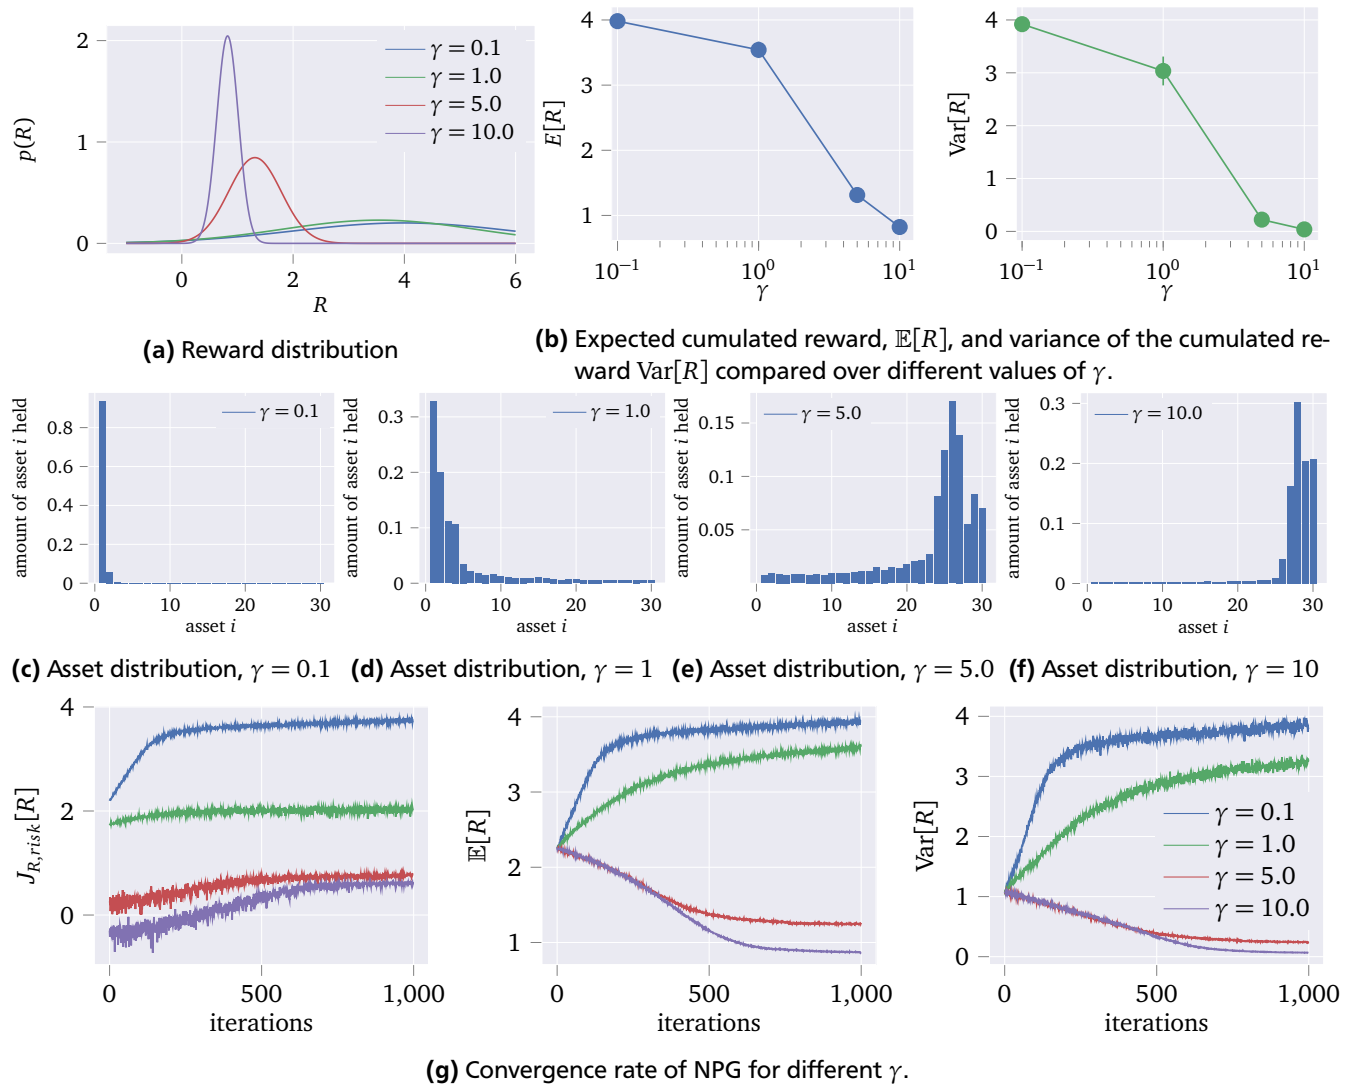 p(R)
2
1
0
γ = 0.1
γ = 1.0
γ = 5.0
γ = 10.0
0 2 4 6
R
(a) Reward distribution
E[R]
4
3
2
1
10⁻¹ 10⁰ 10¹
γ
Var[R]
4
3
2
1
0
10⁻¹ 10⁰ 10¹
γ
(b) Expected cumulated reward, 𝔼[R], and variance of the cumulated re-
ward Var[R] compared over different values of γ.
amount of asset i held
0.8
0.6
0.4
0.2
0
γ = 0.1
0 10 20 30
asset i
amount of asset i held
0.3
0.2
0.1
0
γ = 1.0
0 10 20 30
asset i
amount of asset i held
0.15
0.1
0.05
γ = 5.0
0 10 20 30
asset i
amount of asset i held
0.3
0.2
0.1
0
γ = 10.0
0 10 20 30
asset i
(c) Asset distribution, γ = 0.1 (d) Asset distribution, γ = 1 (e) Asset distribution, γ = 5.0 (f) Asset distribution, γ = 10
J_{R,risk}[R]
4
2
0
0 500 1,000
iterations
𝔼[R]
4
3
2
1
0 500 1,000
iterations
Var[R]
4
3
2
1
0
γ = 0.1
γ = 1.0
γ = 5.0
γ = 10.0
0 500 1,000
iterations
(g) Convergence rate of NPG for different γ.